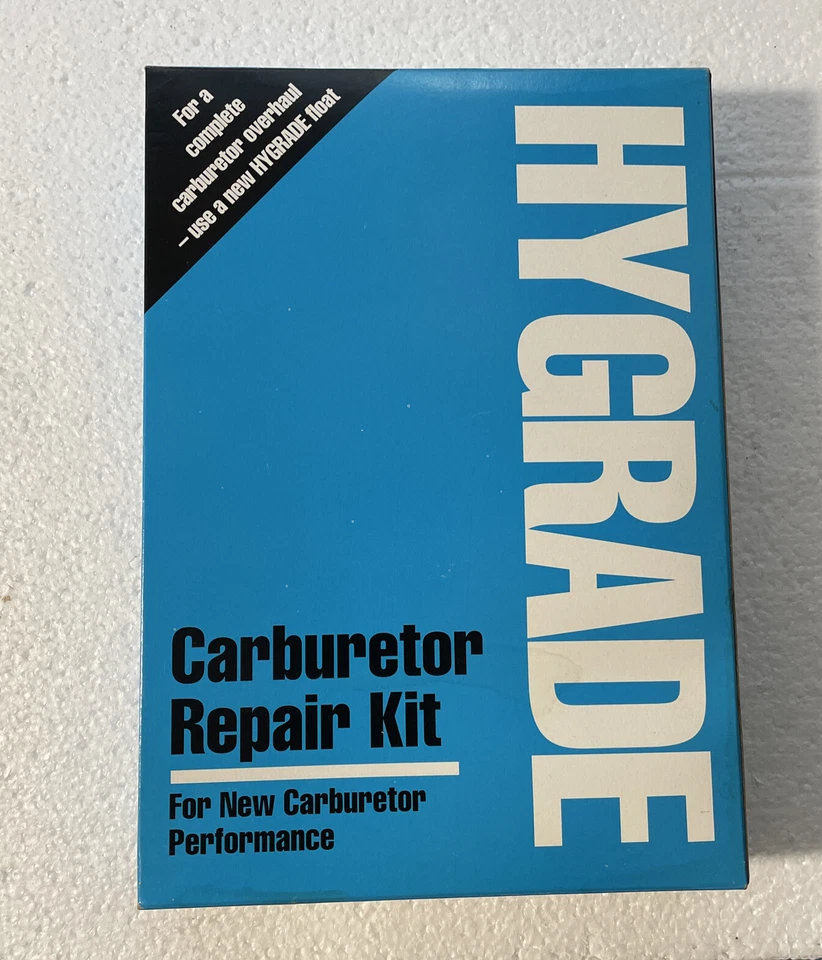 For a
complete
carburetor overhaul
– use a new HYGRADE float
HYGRADE
Carburetor
Repair Kit
For New Carburetor
Performance